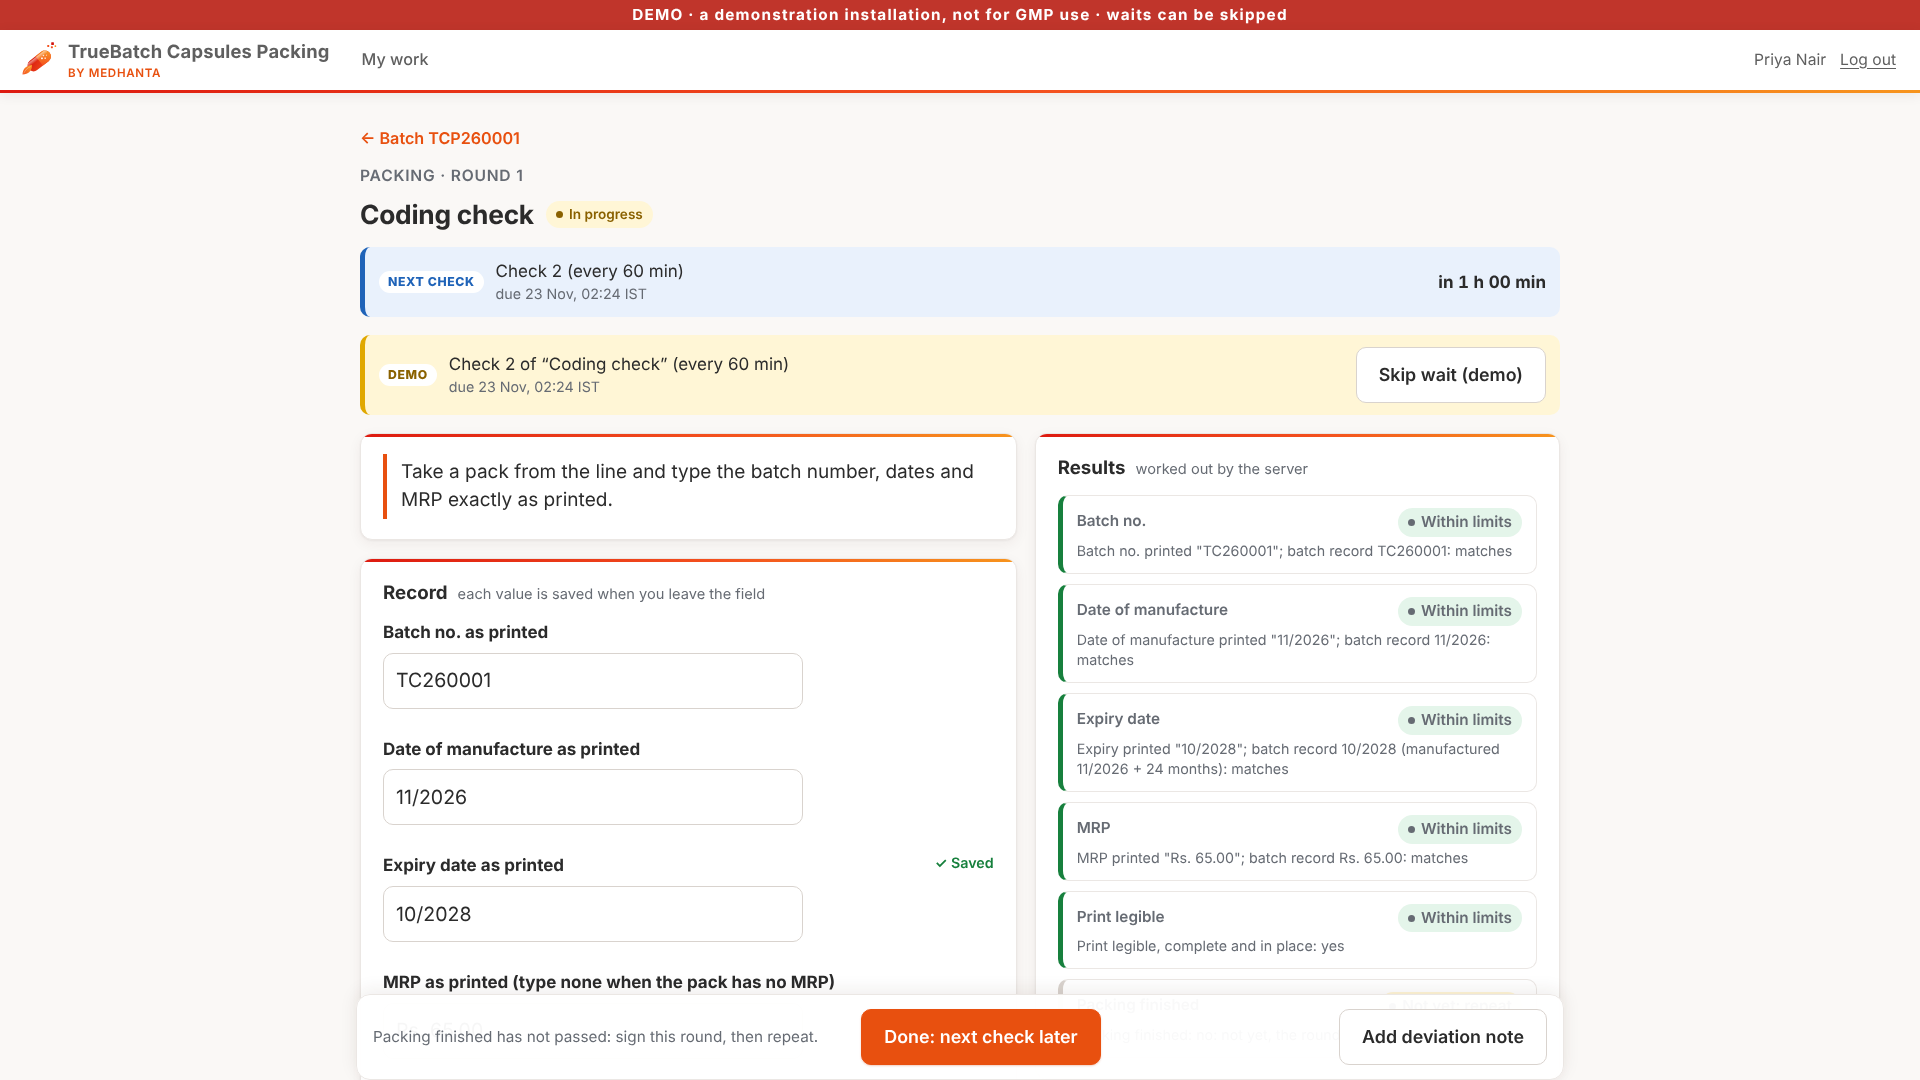 DEMO · a demonstration installation, not for GMP use · waits can be skipped
TrueBatch Capsules Packing
BY MEDHANTA
My work
Priya Nair
Log out
← Batch TCP260001
PACKING · ROUND 1
Coding check
• In progress
NEXT CHECK
Check 2 (every 60 min)
due 23 Nov, 02:24 IST
in 1 h 00 min
DEMO
Check 2 of “Coding check” (every 60 min)
due 23 Nov, 02:24 IST
Skip wait (demo)
Take a pack from the line and type the batch number, dates and
MRP exactly as printed.
Record each value is saved when you leave the field
Batch no. as printed
TC260001
Date of manufacture as printed
11/2026
Expiry date as printed
✓ Saved
10/2028
MRP as printed (type none when the pack has no MRP)
Results worked out by the server
Batch no.
• Within limits
Batch no. printed "TC260001"; batch record TC260001: matches
Date of manufacture
• Within limits
Date of manufacture printed "11/2026"; batch record 11/2026:
matches
Expiry date
• Within limits
Expiry printed "10/2028"; batch record 10/2028 (manufactured
11/2026 + 24 months): matches
MRP
• Within limits
MRP printed "Rs. 65.00"; batch record Rs. 65.00: matches
Print legible
• Within limits
Print legible, complete and in place: yes
Packing finished
Packing finished has not passed: sign this round, then repeat.
Done: next check later
Add deviation note